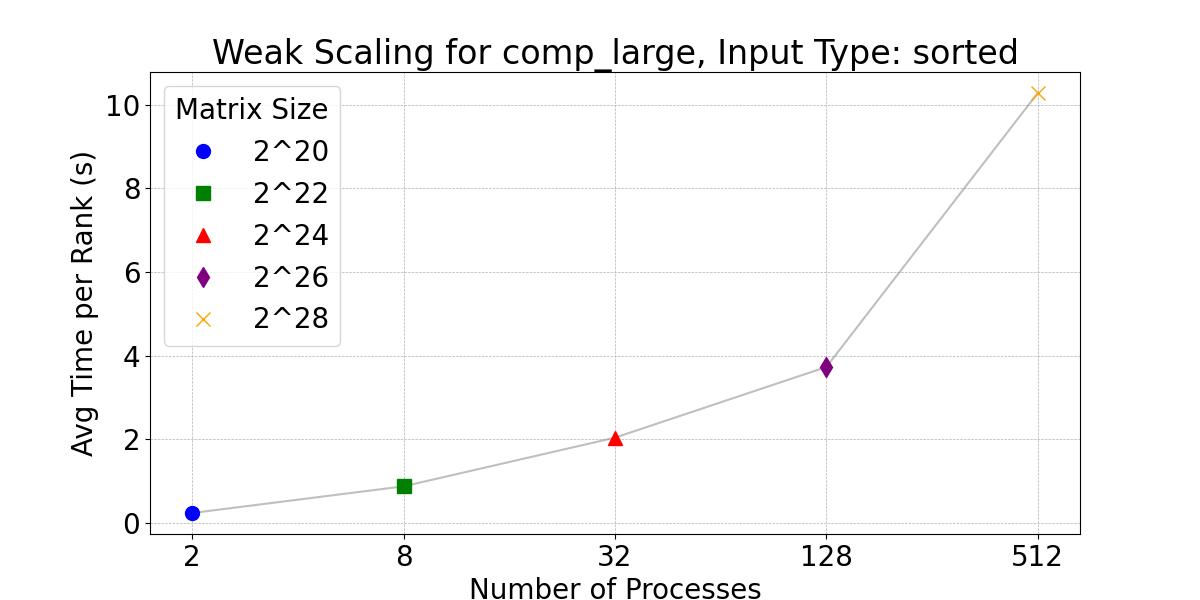 Weak Scaling for comp_large, Input Type: sorted
Avg Time per Rank (s)
10
8
6
4
2
0
Matrix Size
2^20
2^22
2^24
2^26
2^28
2 8 32 128 512
Number of Processes